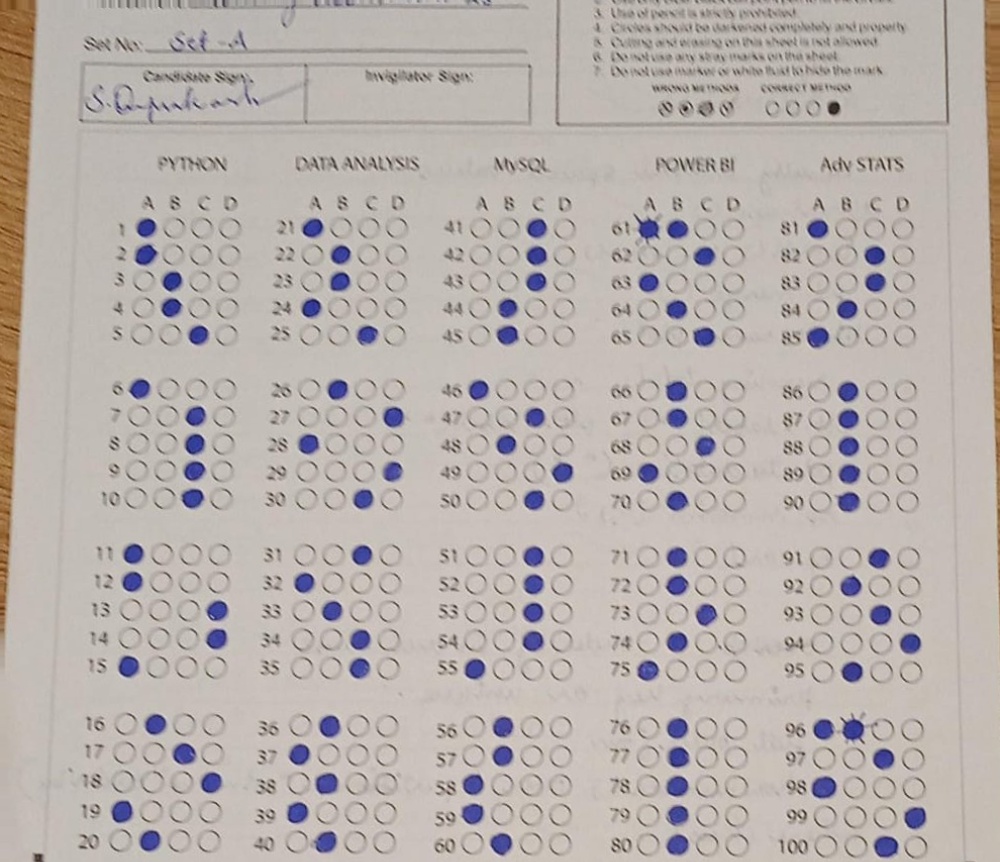 3. Use of pencil is strictly prohibited.
4. Circles should be darkened completely and properly.
5. Cutting and erasing on this sheet is not allowed.
6. Do not use any stray marks on the sheet.
7. Do not use marker or white fluid to hide the mark.
WRONG METHODS CORRECT METHOD
Set No: Set -A
Candidate Sign: Invigilator Sign:
PYTHON DATA ANALYSIS MySQL POWER BI Adv STATS
A B C D A B C D A B C D A B C D A B C D
1 21 41 61 81
2 22 42 62 82
3 23 43 63 83
4 24 44 64 84
5 25 45 65 85
6 26 46 66 86
7 27 47 67 87
8 28 48 68 88
9 29 49 69 89
10 30 50 70 90
11 31 51 71 91
12 32 52 72 92
13 33 53 73 93
14 34 54 74 94
15 35 55 75 95
16 36 56 76 96
17 37 57 77 97
18 38 58 78 98
19 39 59 79 99
20 40 60 80 100